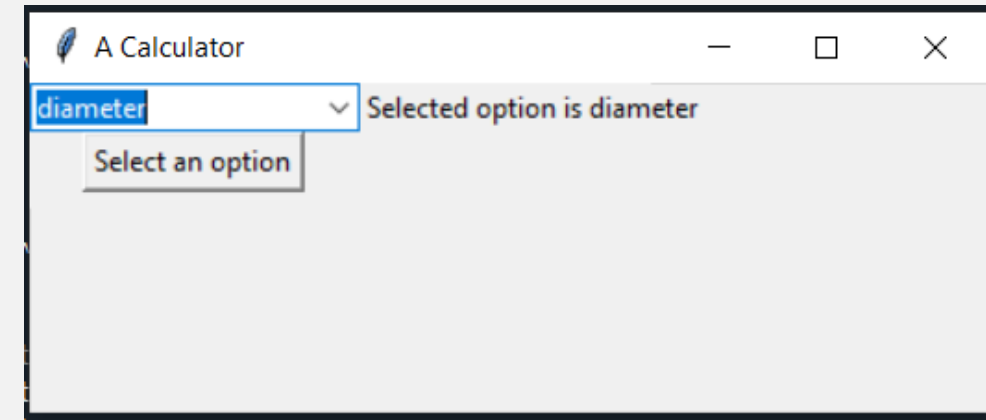 A Calculator
diameter Selected option is diameter
Select an option